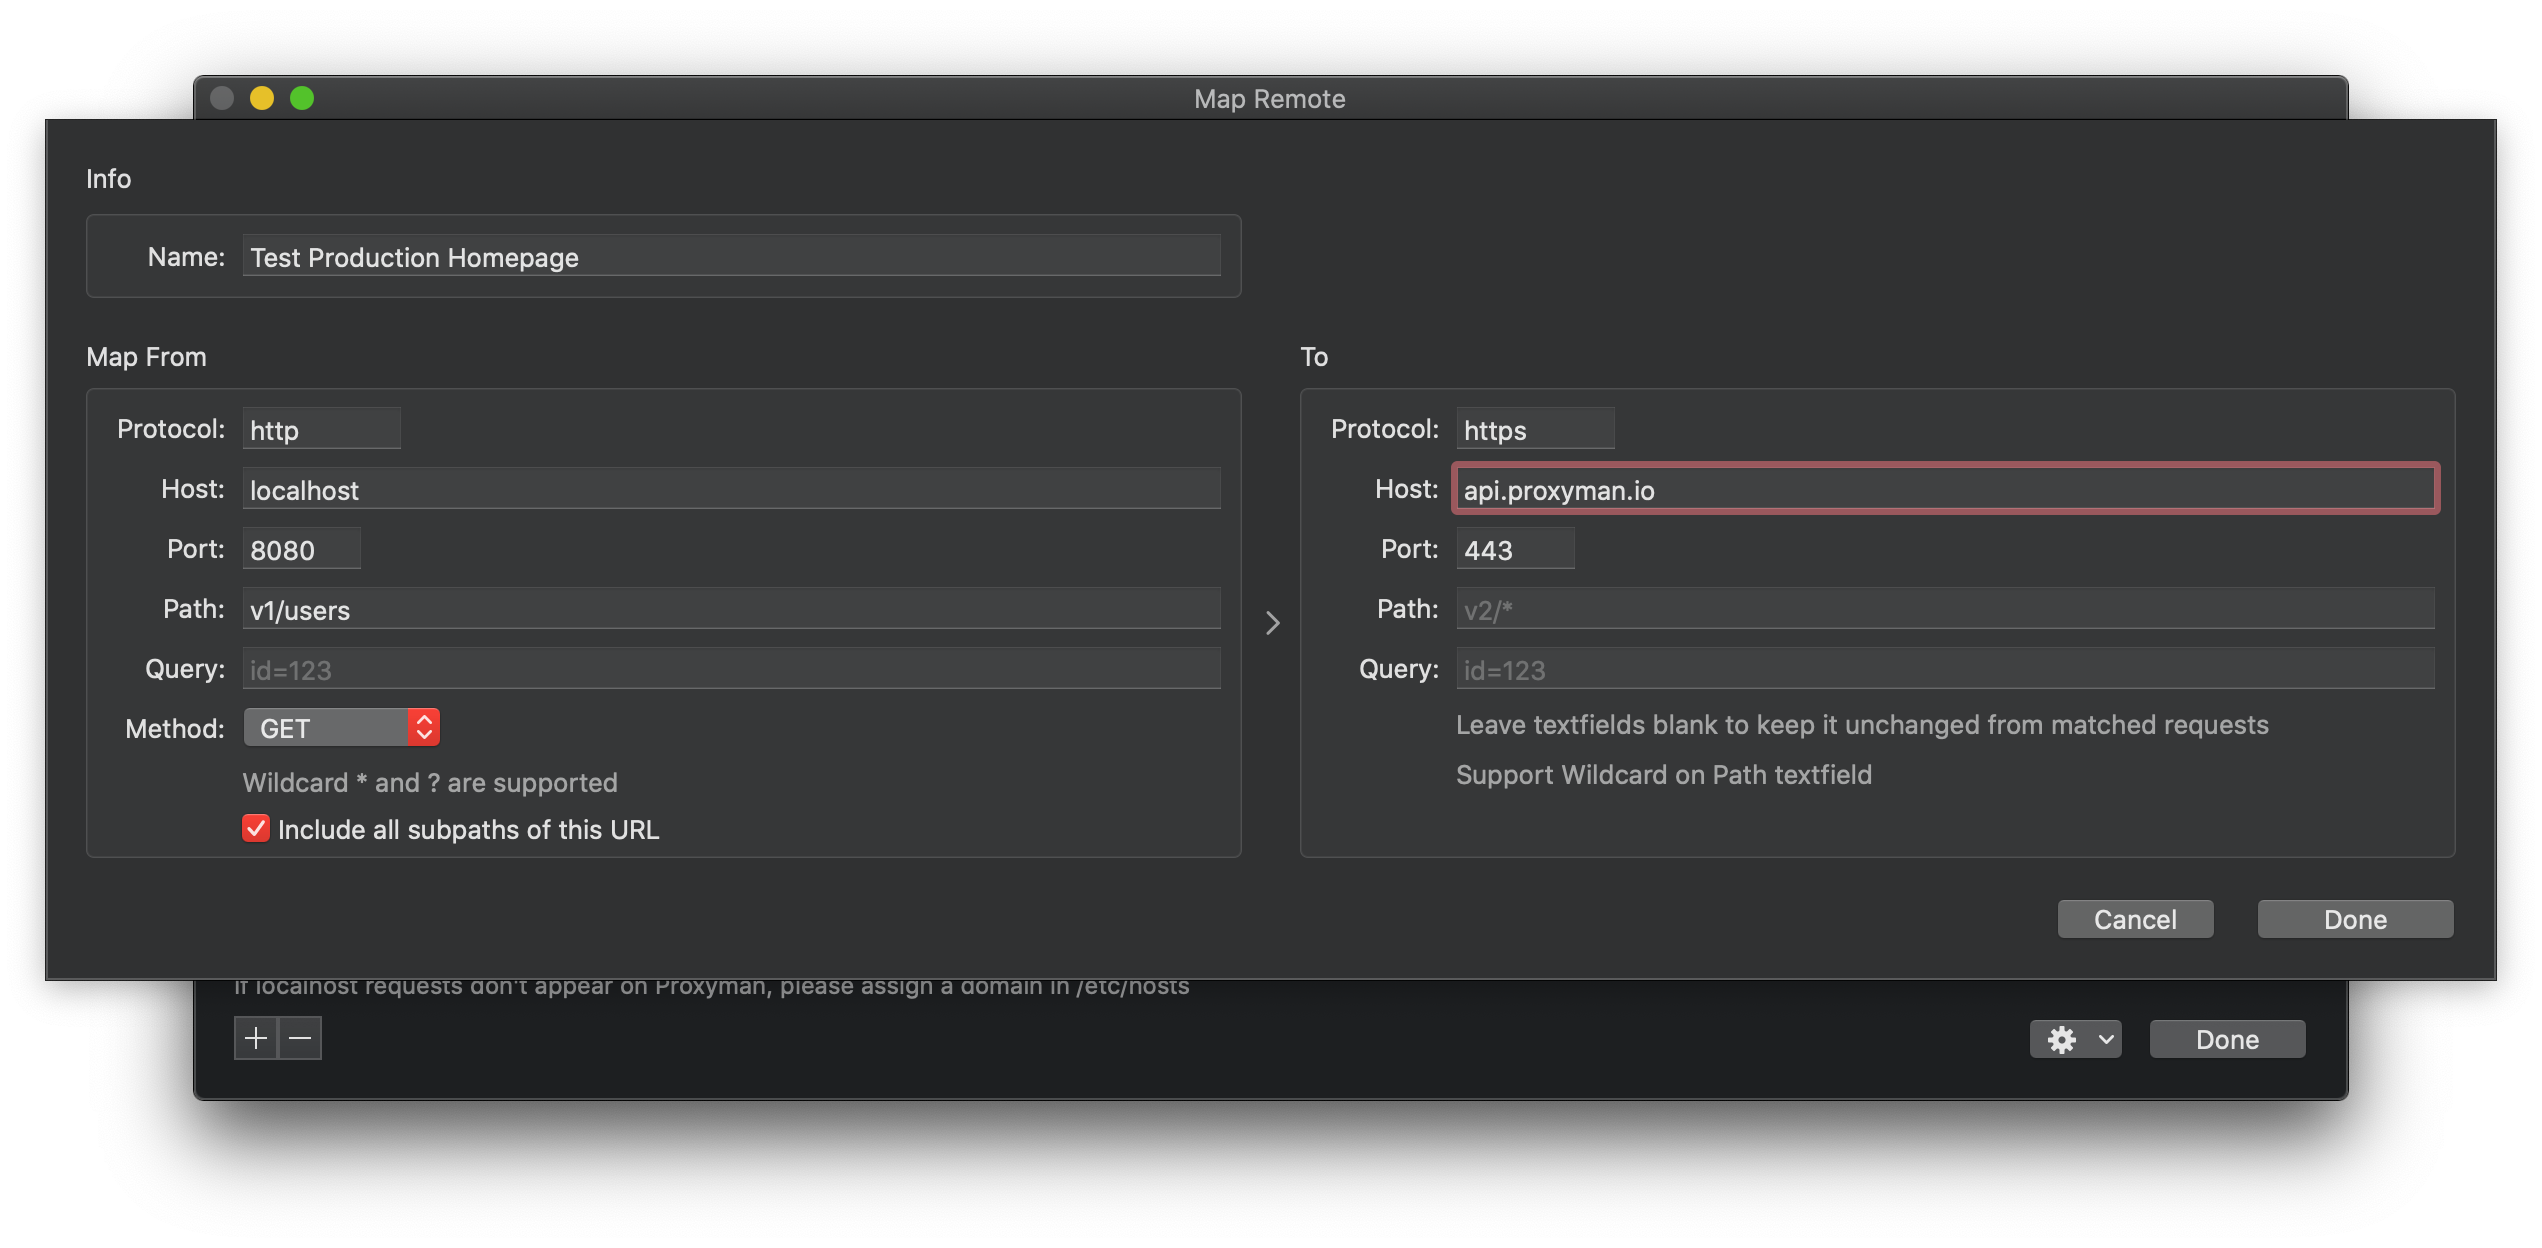 Map Remote
Info
Name: Test Production Homepage
Map From
Protocol: http
Host: localhost
Port: 8080
Path: v1/users
Query: id=123
Method: GET
Wildcard * and ? are supported
Include all subpaths of this URL
To
Protocol: https
Host: api.proxyman.io
Port: 443
Path: v2/*
Query: id=123
Leave textfields blank to keep it unchanged from matched requests
Support Wildcard on Path textfield
Cancel
Done
If localhost requests don't appear on Proxyman, please assign a domain in /etc/hosts
Done